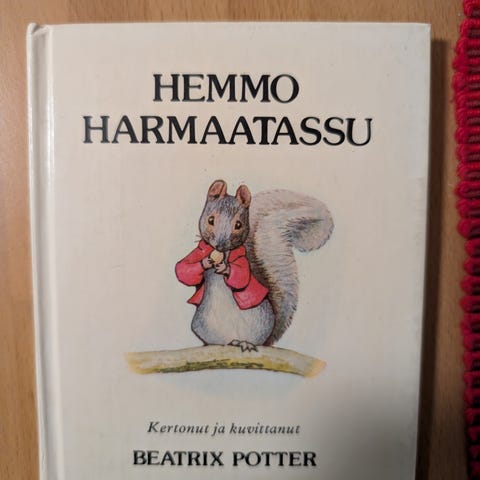 HEMMO
HARMAATASSU
Kertonut ja kuvittanut
BEATRIX POTTER